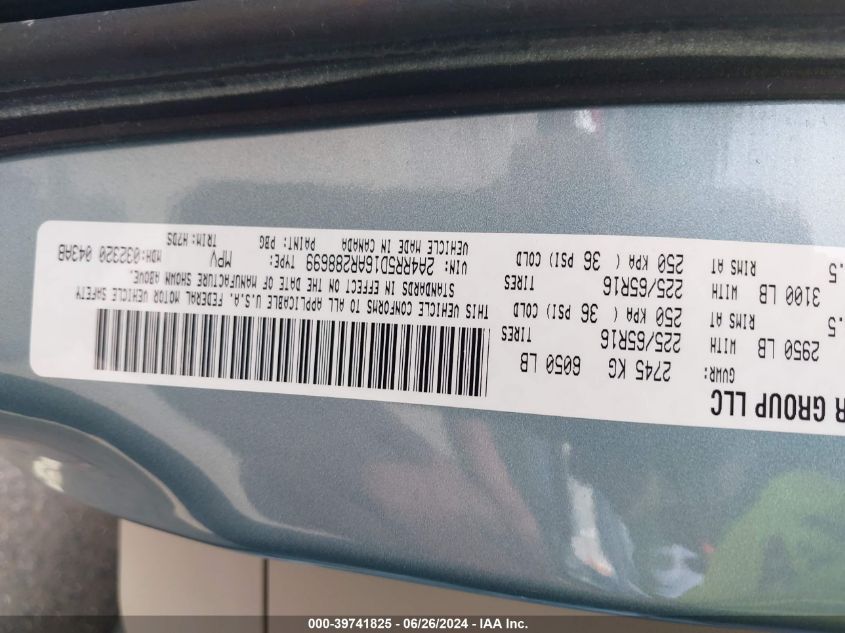 R GROUP LLC
GVWR: 2745 KG 6050 LB
2950 LB WITH 225/65R16 TIRES
.5 RIMS AT 250 KPA ( 36 PSI) COLD
3100 LB WITH 225/65R16 TIRES
.5 RIMS AT 250 KPA ( 36 PSI) COLD
THIS VEHICLE CONFORMS TO ALL APPLICABLE U.S.A. FEDERAL MOTOR VEHICLE SAFETY
STANDARDS IN EFFECT ON THE DATE OF MANUFACTURE SHOWN ABOVE.
VIN: 2A4RR5D16AR288699 TYPE: MPV MDH:032320 043AB
VEHICLE MADE IN CANADA PAINT: PBG TRIM:H7DS
000-39741825 - 06/26/2024 - IAA Inc.